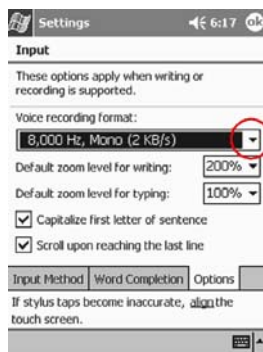 Settings 6:17 ok
Input
These options apply when writing or
recording is supported.
Voice recording format:
8,000 Hz, Mono (2 KB/s)
Default zoom level for writing: 200%
Default zoom level for typing: 100%
Capitalize first letter of sentence
Scroll upon reaching the last line
Input Method Word Completion Options
If stylus taps become inaccurate, align the
touch screen.